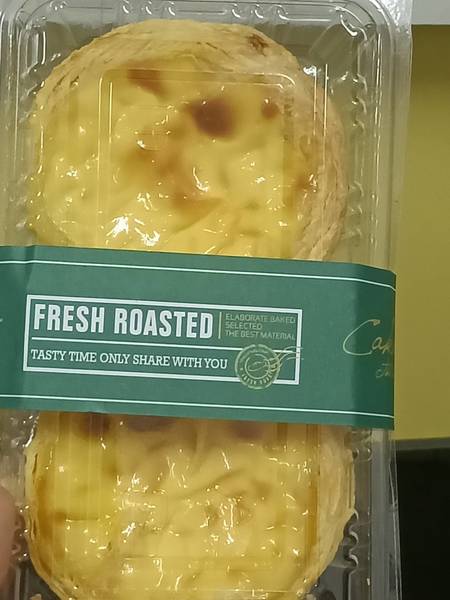 FRESH ROASTED
ELABORATE BAKED
SELECTED
THE BEST MATERIAL
TASTY TIME ONLY SHARE WITH YOU